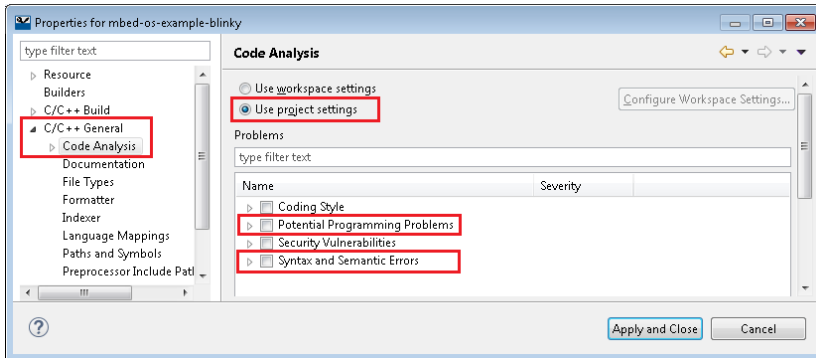 Properties for mbed-os-example-blinky
type filter text
Resource
Builders
C/C++ Build
C/C++ General
Code Analysis
Documentation
File Types
Formatter
Indexer
Language Mappings
Paths and Symbols
Preprocessor Include Patl
Code Analysis
Use workspace settings
Use project settings
Configure Workspace Settings...
Problems
type filter text
Name Severity
Coding Style
Potential Programming Problems
Security Vulnerabilities
Syntax and Semantic Errors
Apply and Close Cancel